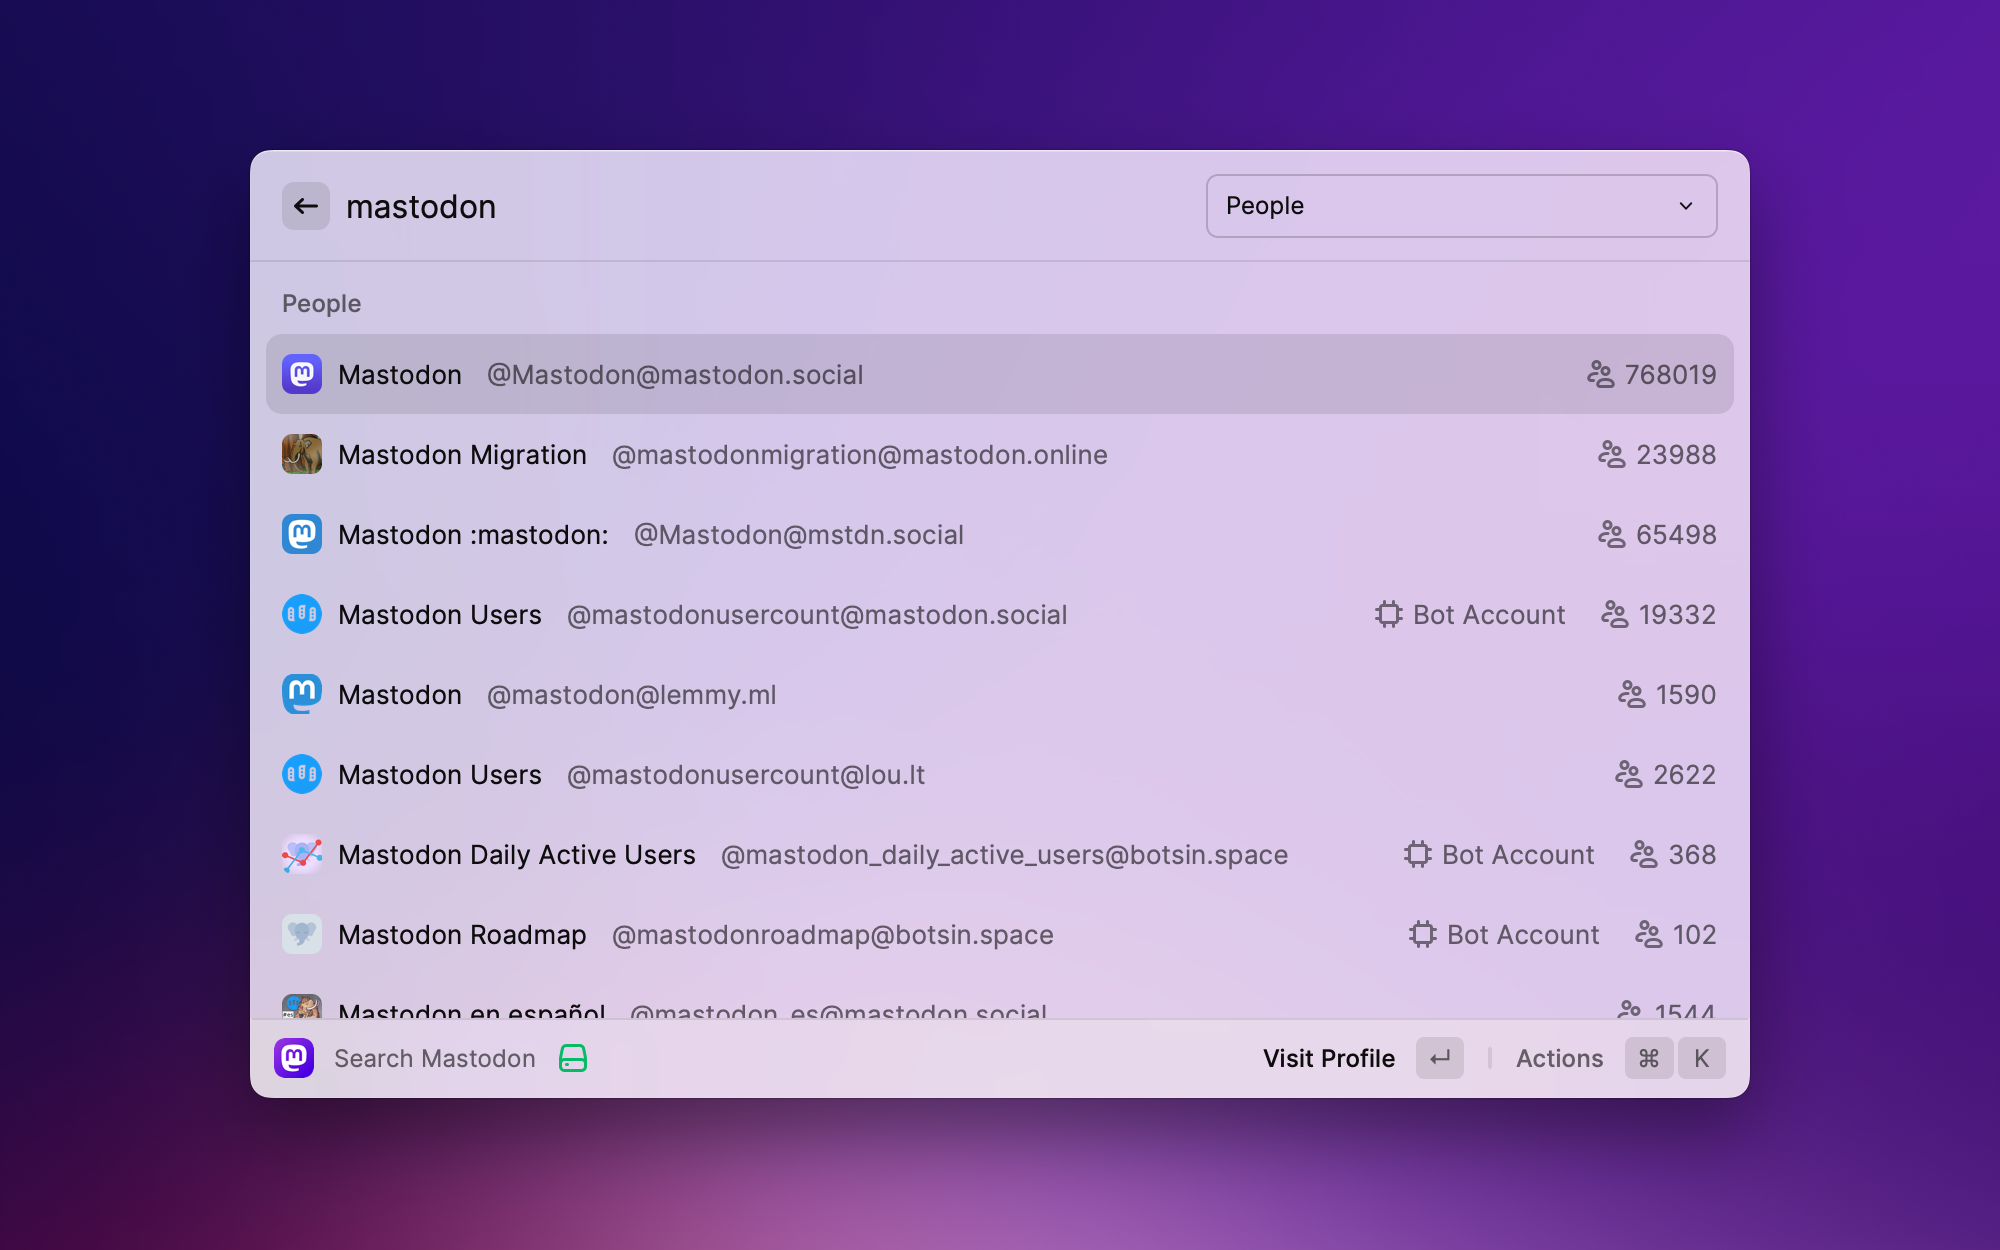 mastodon People
People
Mastodon @Mastodon@mastodon.social 768019
Mastodon Migration @mastodonmigration@mastodon.online 23988
Mastodon :mastodon: @Mastodon@mstdn.social 65498
Mastodon Users @mastodonusercount@mastodon.social Bot Account 19332
Mastodon @mastodon@lemmy.ml 1590
Mastodon Users @mastodonusercount@lou.lt 2622
Mastodon Daily Active Users @mastodon_daily_active_users@botsin.space Bot Account 368
Mastodon Roadmap @mastodonroadmap@botsin.space Bot Account 102
Mastodon en español @mastodon_es@mastodon.social 1544
Search Mastodon Visit Profile ↵ Actions ⌘ K